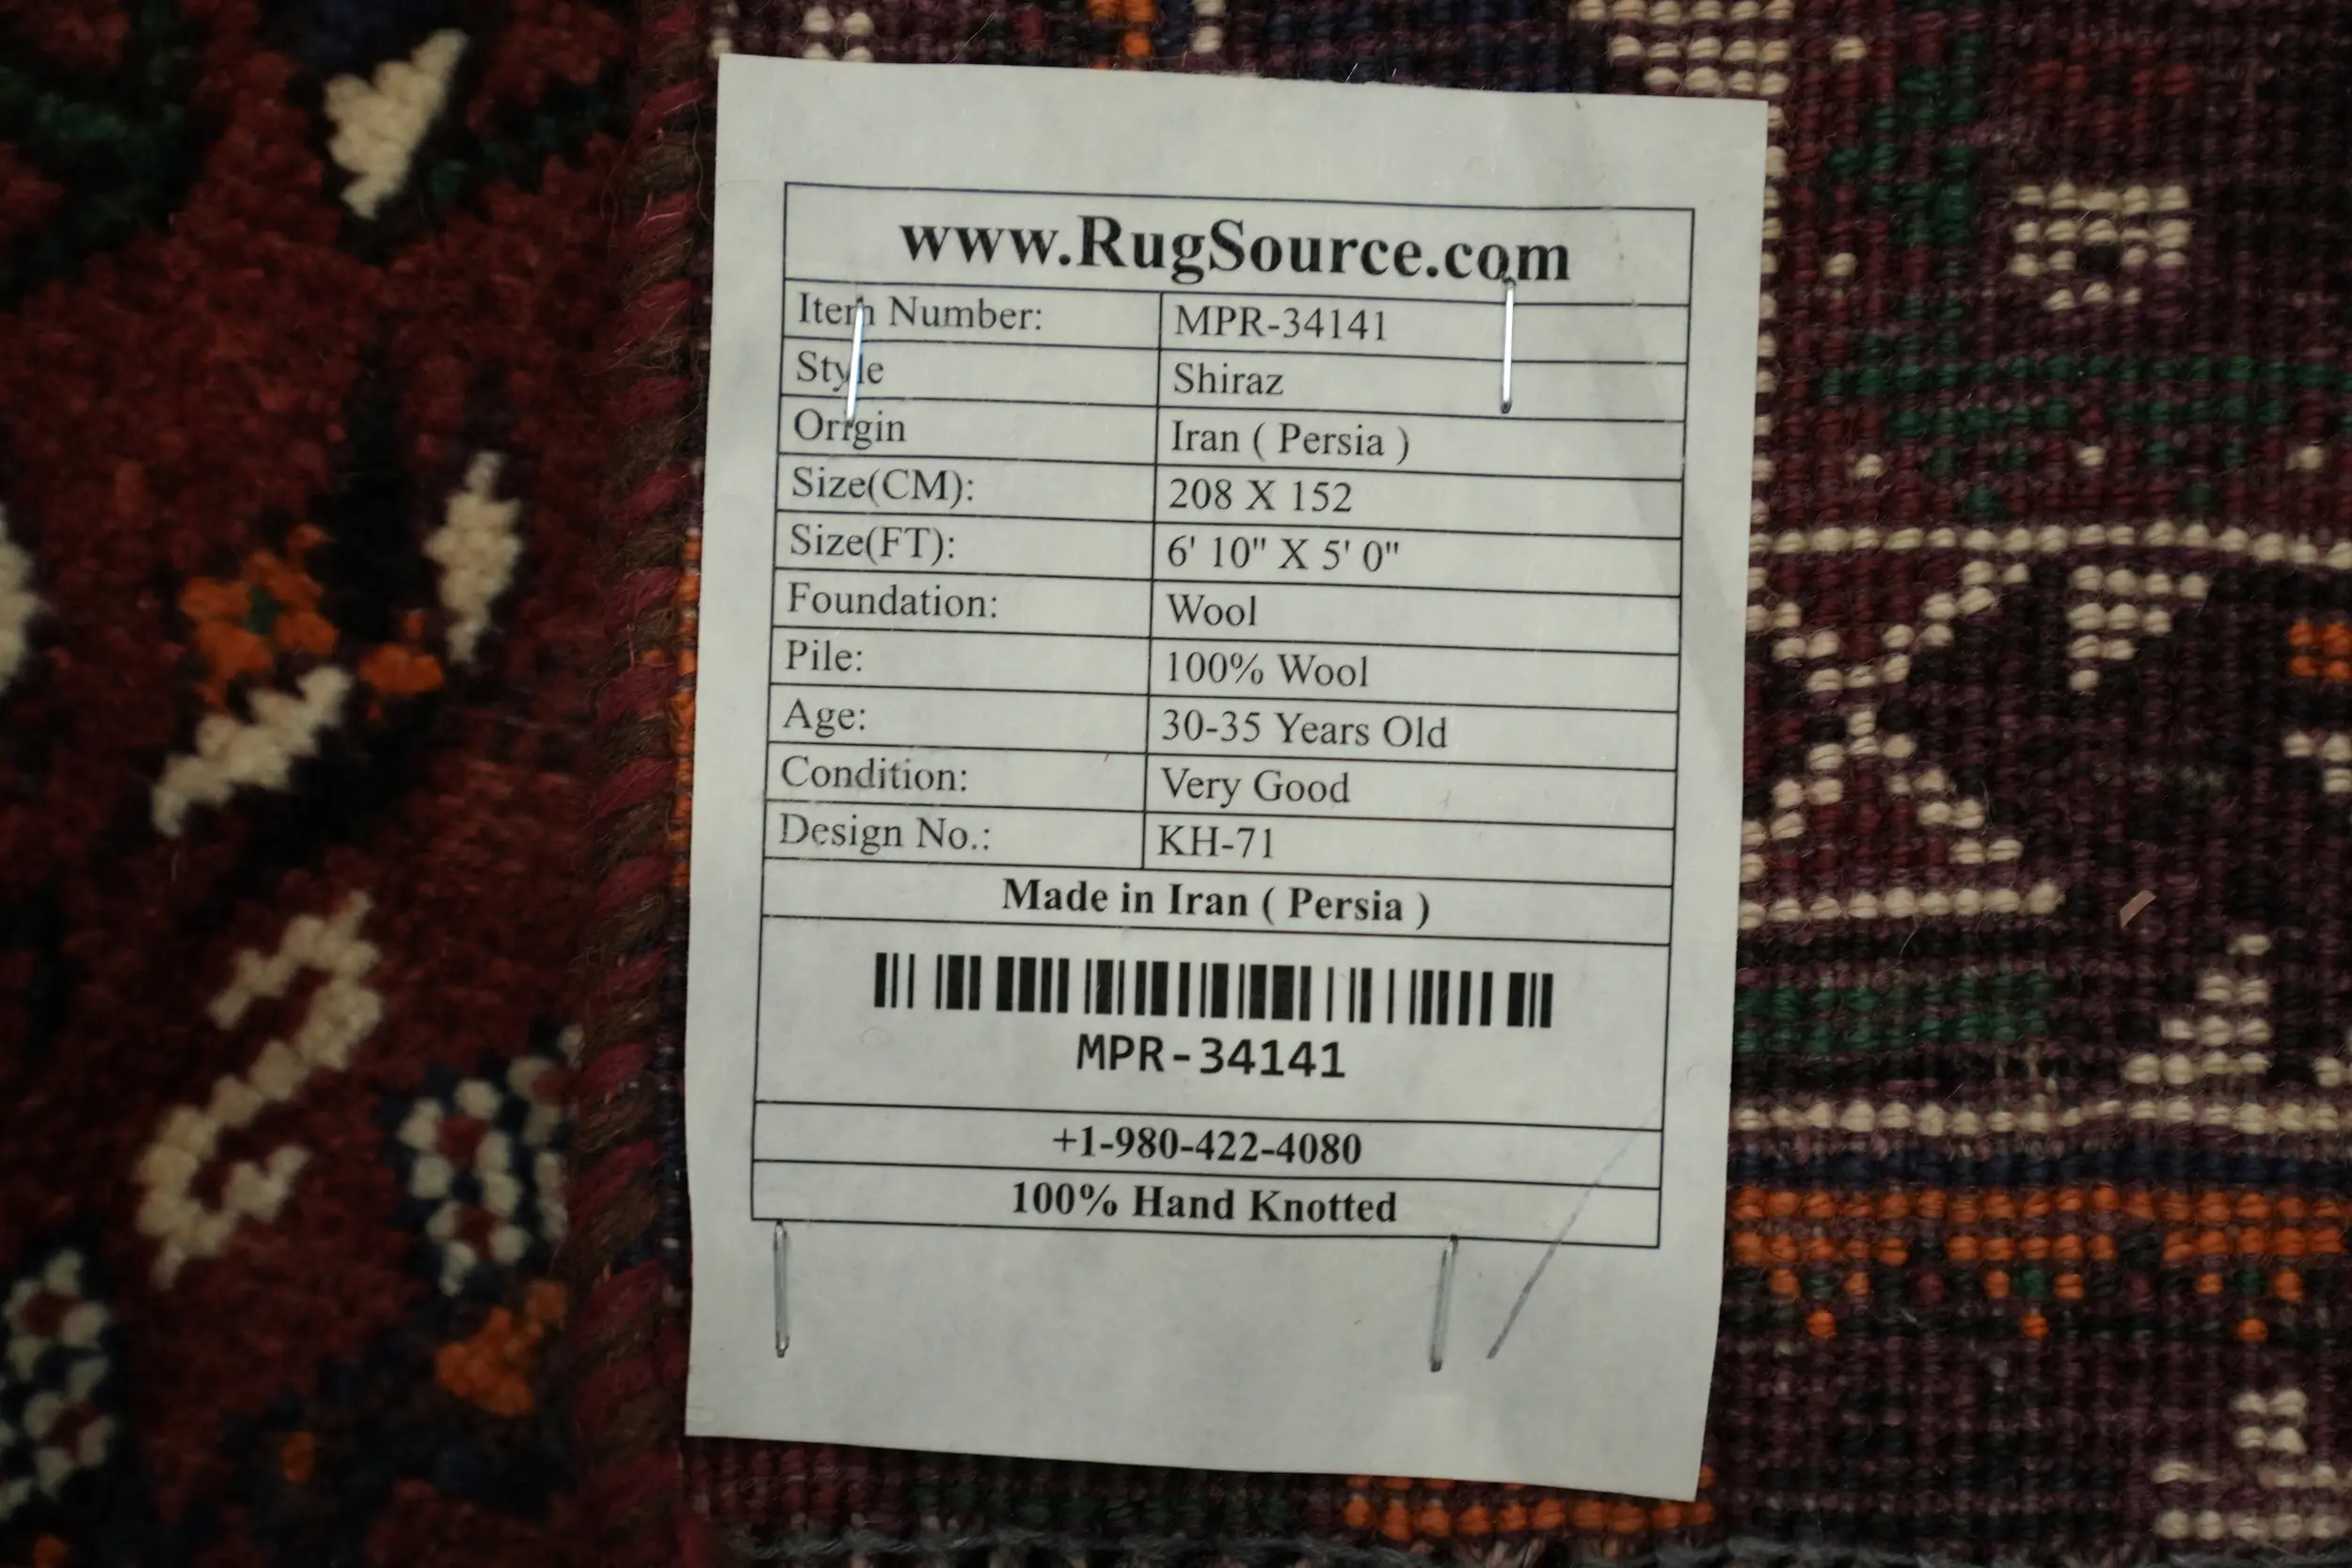 www.RugSource.com
Item Number: MPR-34141
Style Shiraz
Origin Iran ( Persia )
Size(CM): 208 X 152
Size(FT): 6' 10" X 5' 0"
Foundation: Wool
Pile: 100% Wool
Age: 30-35 Years Old
Condition: Very Good
Design No.: KH-71
Made in Iran ( Persia )
MPR-34141
+1-980-422-4080
100% Hand Knotted